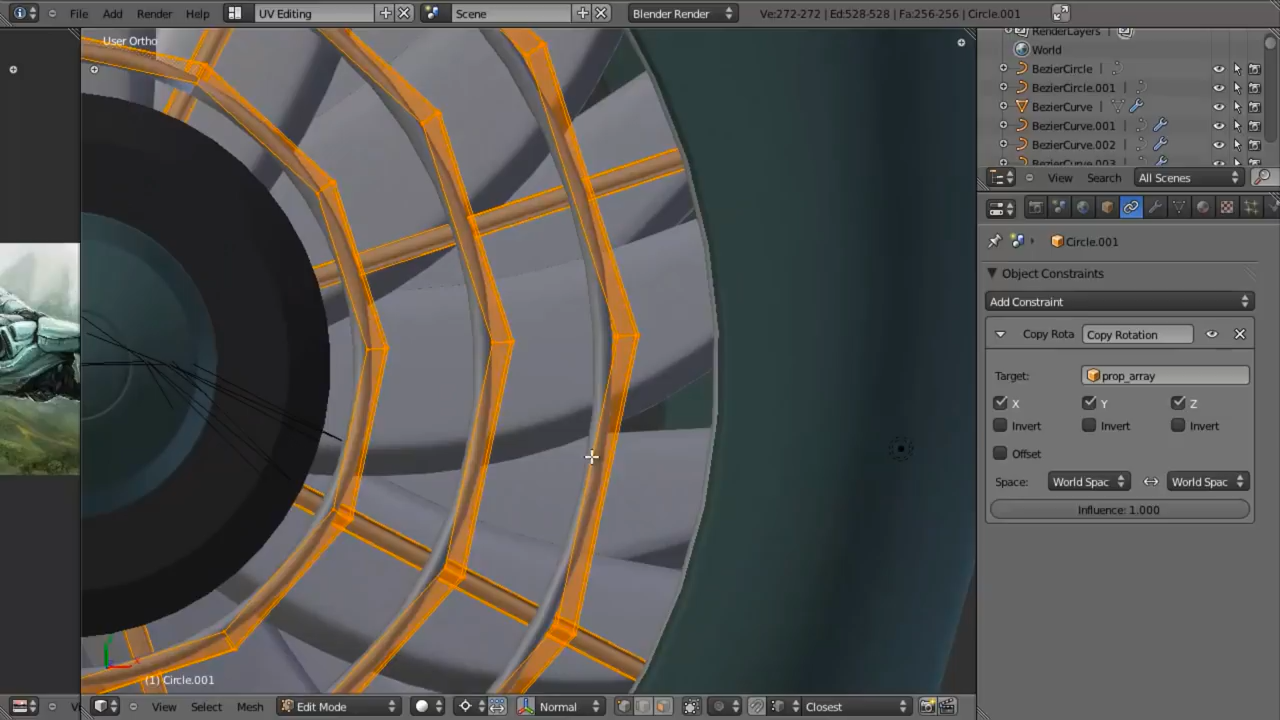 File Add Render Help UV Editing Scene Blender Render Ve:272-272 | Ed:528-528 | Fa:256-256 | Circle.001
User Ortho
RenderLayers
World
BezierCircle
BezierCircle.001
BezierCurve
BezierCurve.001
BezierCurve.002
BezierCurve.003
View Search All Scenes
Circle.001
Object Constraints
Add Constraint
Copy Rota Copy Rotation
Target: prop_array
X Y Z
Invert Invert Invert
Offset
Space: World Spac World Spac
Influence: 1.000
(1) Circle.001
Vi View Select Mesh Edit Mode Normal Closest